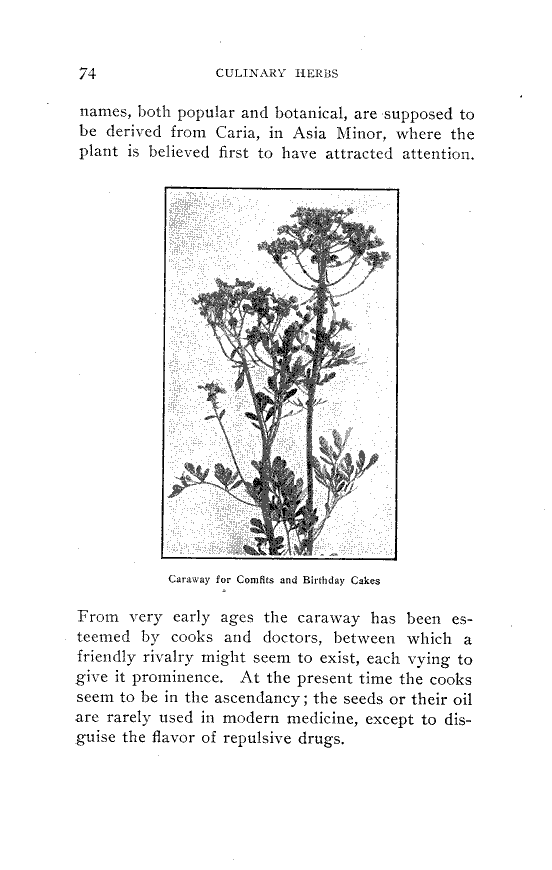 74 CULINARY HERBS
names, both popular and botanical, are supposed to
be derived from Caria, in Asia Minor, where the
plant is believed first to have attracted attention.
Caraway for Comfits and Birthday Cakes
From very early ages the caraway has been es-
teemed by cooks and doctors, between which a
friendly rivalry might seem to exist, each vying to
give it prominence. At the present time the cooks
seem to be in the ascendancy; the seeds or their oil
are rarely used in modern medicine, except to dis-
guise the flavor of repulsive drugs.